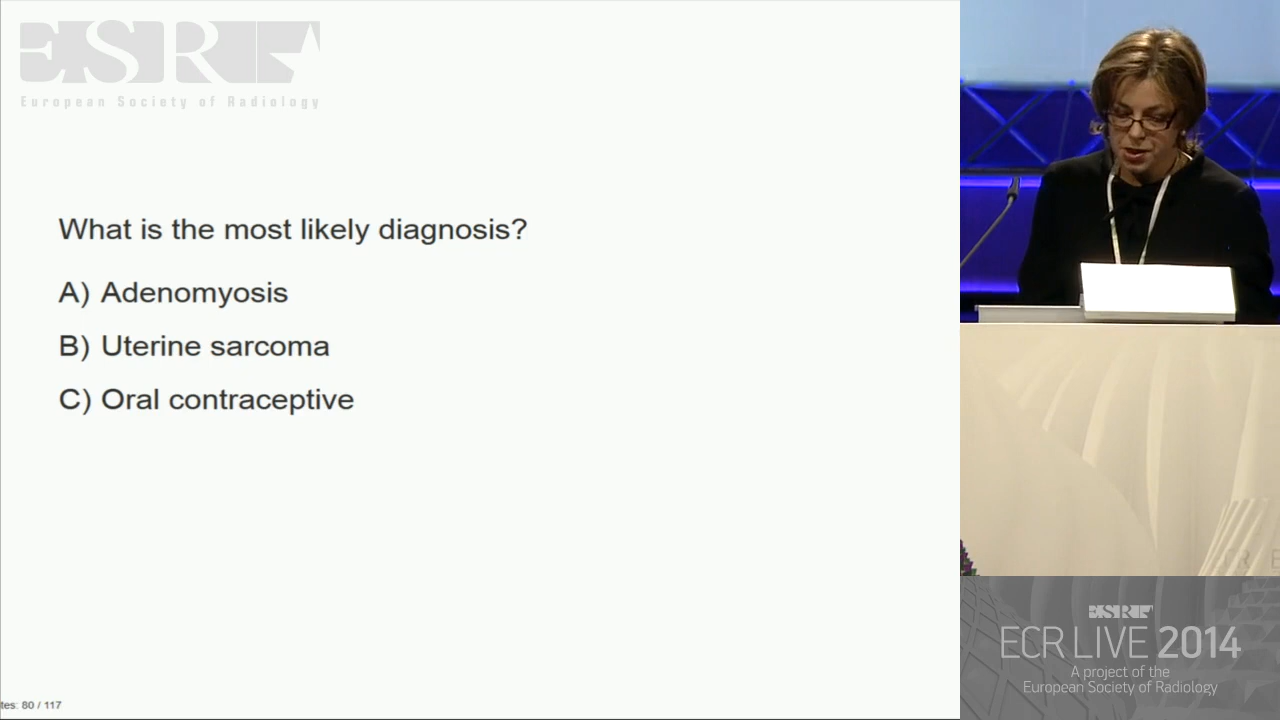 ESR
European Society of Radiology
What is the most likely diagnosis?
A) Adenomyosis
B) Uterine sarcoma
C) Oral contraceptive
tes: 80 / 117
ESR
ECR LIVE 2014
A project of the
European Society of Radiology